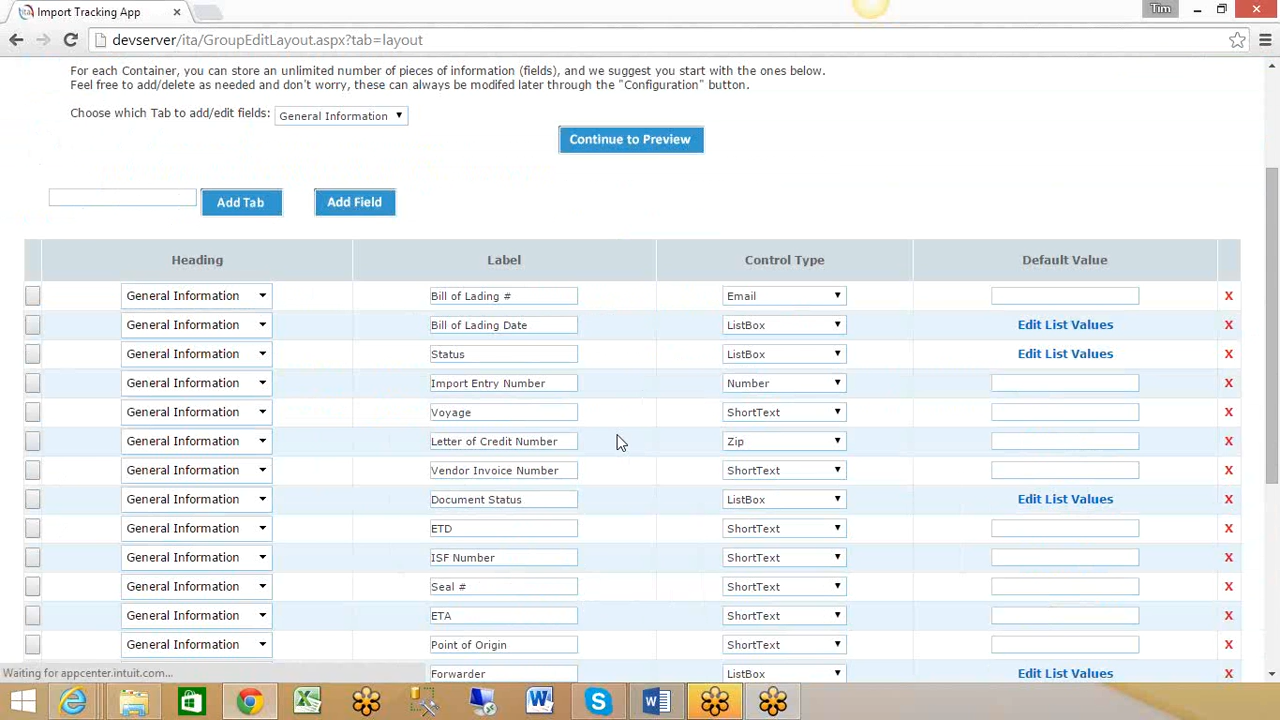 Import Tracking App
Tim
devserver/ita/GroupEditLayout.aspx?tab=layout
For each Container, you can store an unlimited number of pieces of information (fields), and we suggest you start with the ones below.
Feel free to add/delete as needed and don't worry, these can always be modifed later through the "Configuration" button.
Choose which Tab to add/edit fields: General Information
Continue to Preview
Add Tab Add Field
Heading Label Control Type Default Value
General Information Bill of Lading # Email X
General Information Bill of Lading Date ListBox Edit List Values X
General Information Status ListBox Edit List Values X
General Information Import Entry Number Number X
General Information Voyage ShortText X
General Information Letter of Credit Number Zip X
General Information Vendor Invoice Number ShortText X
General Information Document Status ListBox Edit List Values X
General Information ETD ShortText X
General Information ISF Number ShortText X
General Information Seal # ShortText X
General Information ETA ShortText X
General Information Point of Origin ShortText X
Forwarder ListBox Edit List Values X
Waiting for appcenter.intuit.com...